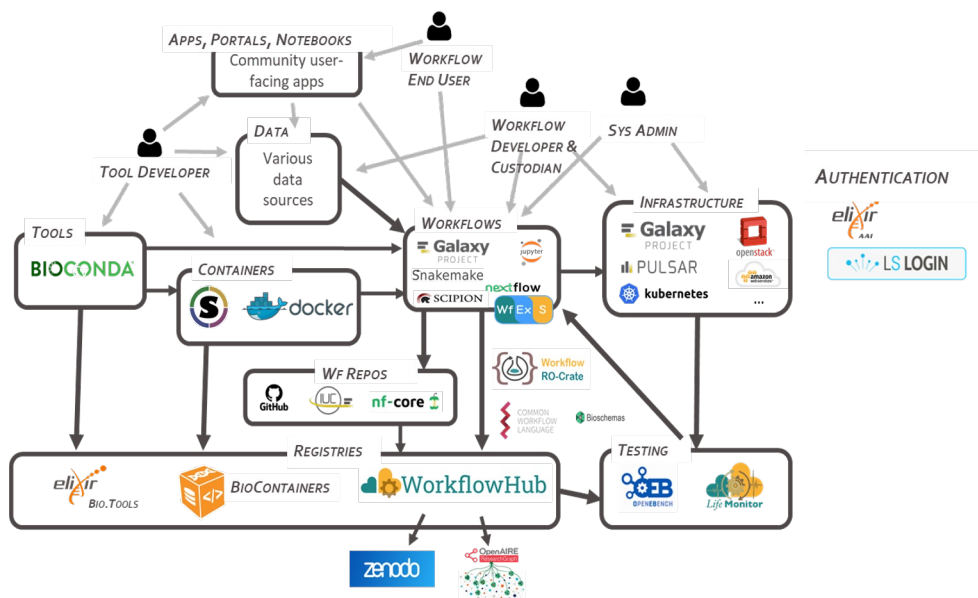 APPS, PORTALS, NOTEBOOKS
Community user-
facing apps
WORKFLOW
END USER
DATA
Various
data
sources
WORKFLOW
DEVELOPER &
CUSTODIAN
SYS ADMIN
TOOL DEVELOPER
AUTHENTICATION
elixir
AAI
LS LOGIN
TOOLS
BIOCONDA
CONTAINERS
S
docker
WORKFLOWS
Galaxy
PROJECT
jupyter
Snakemake
nextflow
SCIPION
Wf Ex S
INFRASTRUCTURE
Galaxy
PROJECT
openstack
PULSAR
amazon
webservices
kubernetes
...
WF REPOS
GitHub
IUC
nf-core
Workflow
RO-Crate
COMMON
WORKFLOW
LANGUAGE
Bioschemas
REGISTRIES
elixir
BIO.TOOLS
BIOCONTAINERS
WorkflowHub
TESTING
OEB
OPENEBENCH
Life Monitor
zenodo
OpenAIRE
ResearchGraph